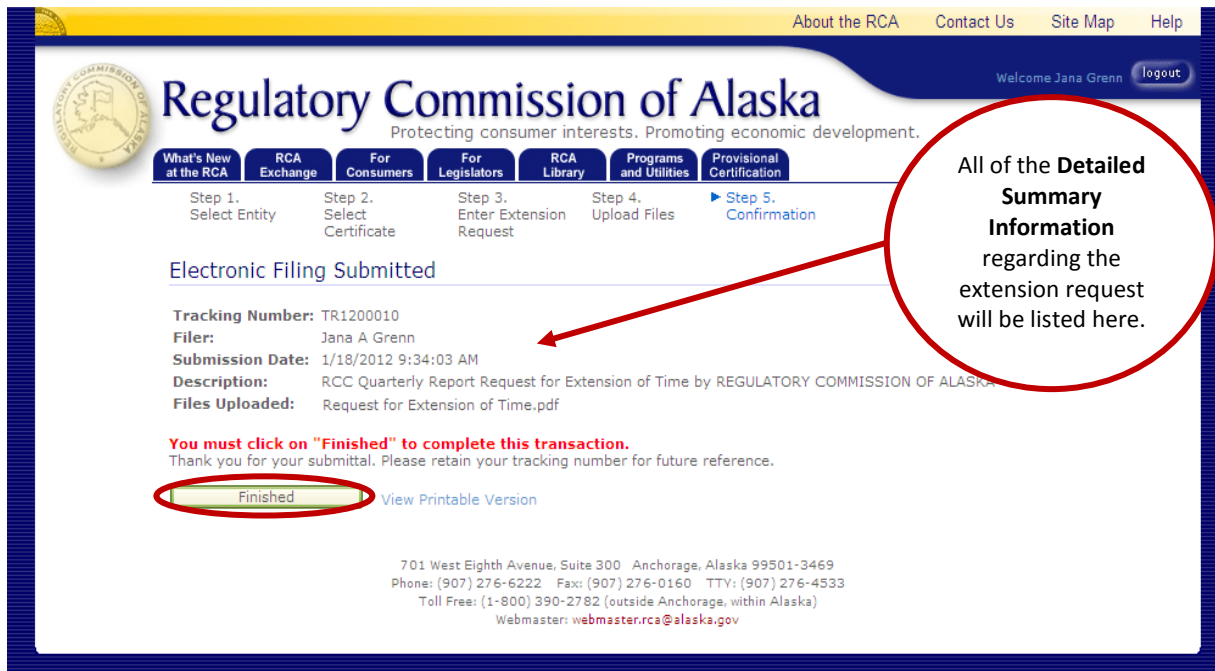 About the RCA Contact Us Site Map Help
Welcome Jana Grenn logout
Regulatory Commission of Alaska
Protecting consumer interests. Promoting economic development.
What's New at the RCA
RCA Exchange
For Consumers
For Legislators
RCA Library
Programs and Utilities
Provisional Certification
Step 1.
Select Entity
Step 2.
Select
Certificate
Step 3.
Enter Extension
Request
Step 4.
Upload Files
Step 5.
Confirmation
All of the Detailed
Summary
Information
regarding the
extension request
will be listed here.
Electronic Filing Submitted
Tracking Number: TR1200010
Filer: Jana A Grenn
Submission Date: 1/18/2012 9:34:03 AM
Description: RCC Quarterly Report Request for Extension of Time by REGULATORY COMMISSION OF ALASKA
Files Uploaded: Request for Extension of Time.pdf
You must click on "Finished" to complete this transaction.
Thank you for your submittal. Please retain your tracking number for future reference.
Finished View Printable Version
701 West Eighth Avenue, Suite 300 Anchorage, Alaska 99501-3469
Phone: (907) 276-6222 Fax: (907) 276-0160 TTY: (907) 276-4533
Toll Free: (1-800) 390-2782 (outside Anchorage, within Alaska)
Webmaster: webmaster.rca@alaska.gov